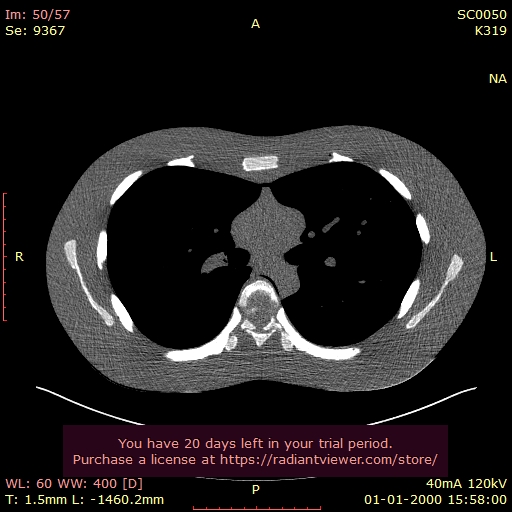 Im: 50/57
Se: 9367
A
SC0050
K319
NA
R
L
You have 20 days left in your trial period.
Purchase a license at https://radiantviewer.com/store/
WL: 60 WW: 400 [D]
T: 1.5mm L: -1460.2mm
P
40mA 120kV
01-01-2000 15:58:00